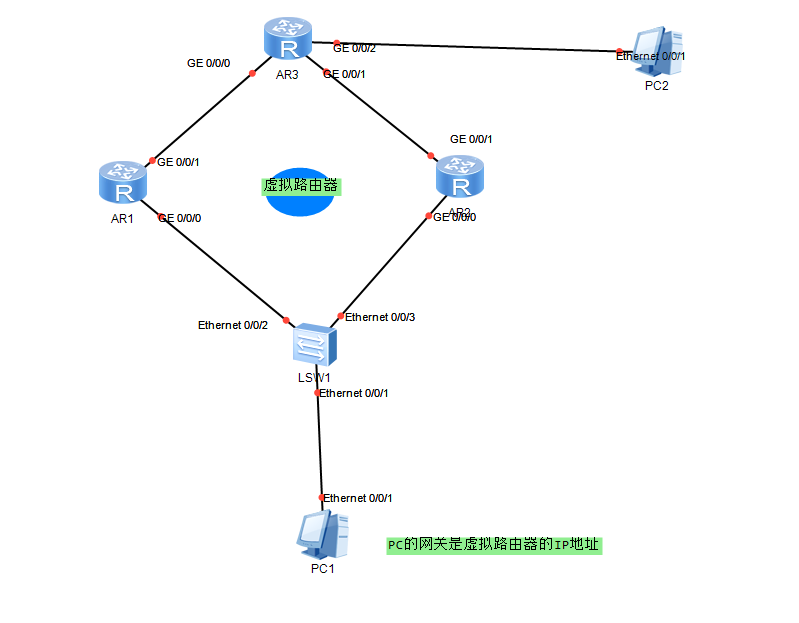 GE 0/0/2
Ethernet 0/0/1
PC2
GE 0/0/0
AR3
GE 0/0/1
GE 0/0/1
GE 0/0/1
R
R
R
虚拟路由器
AR1
GE 0/0/0
AR2
GE 0/0/0
Ethernet 0/0/2
Ethernet 0/0/3
LSW1
Ethernet 0/0/1
Ethernet 0/0/1
PC的网关是虚拟路由器的IP地址
PC1